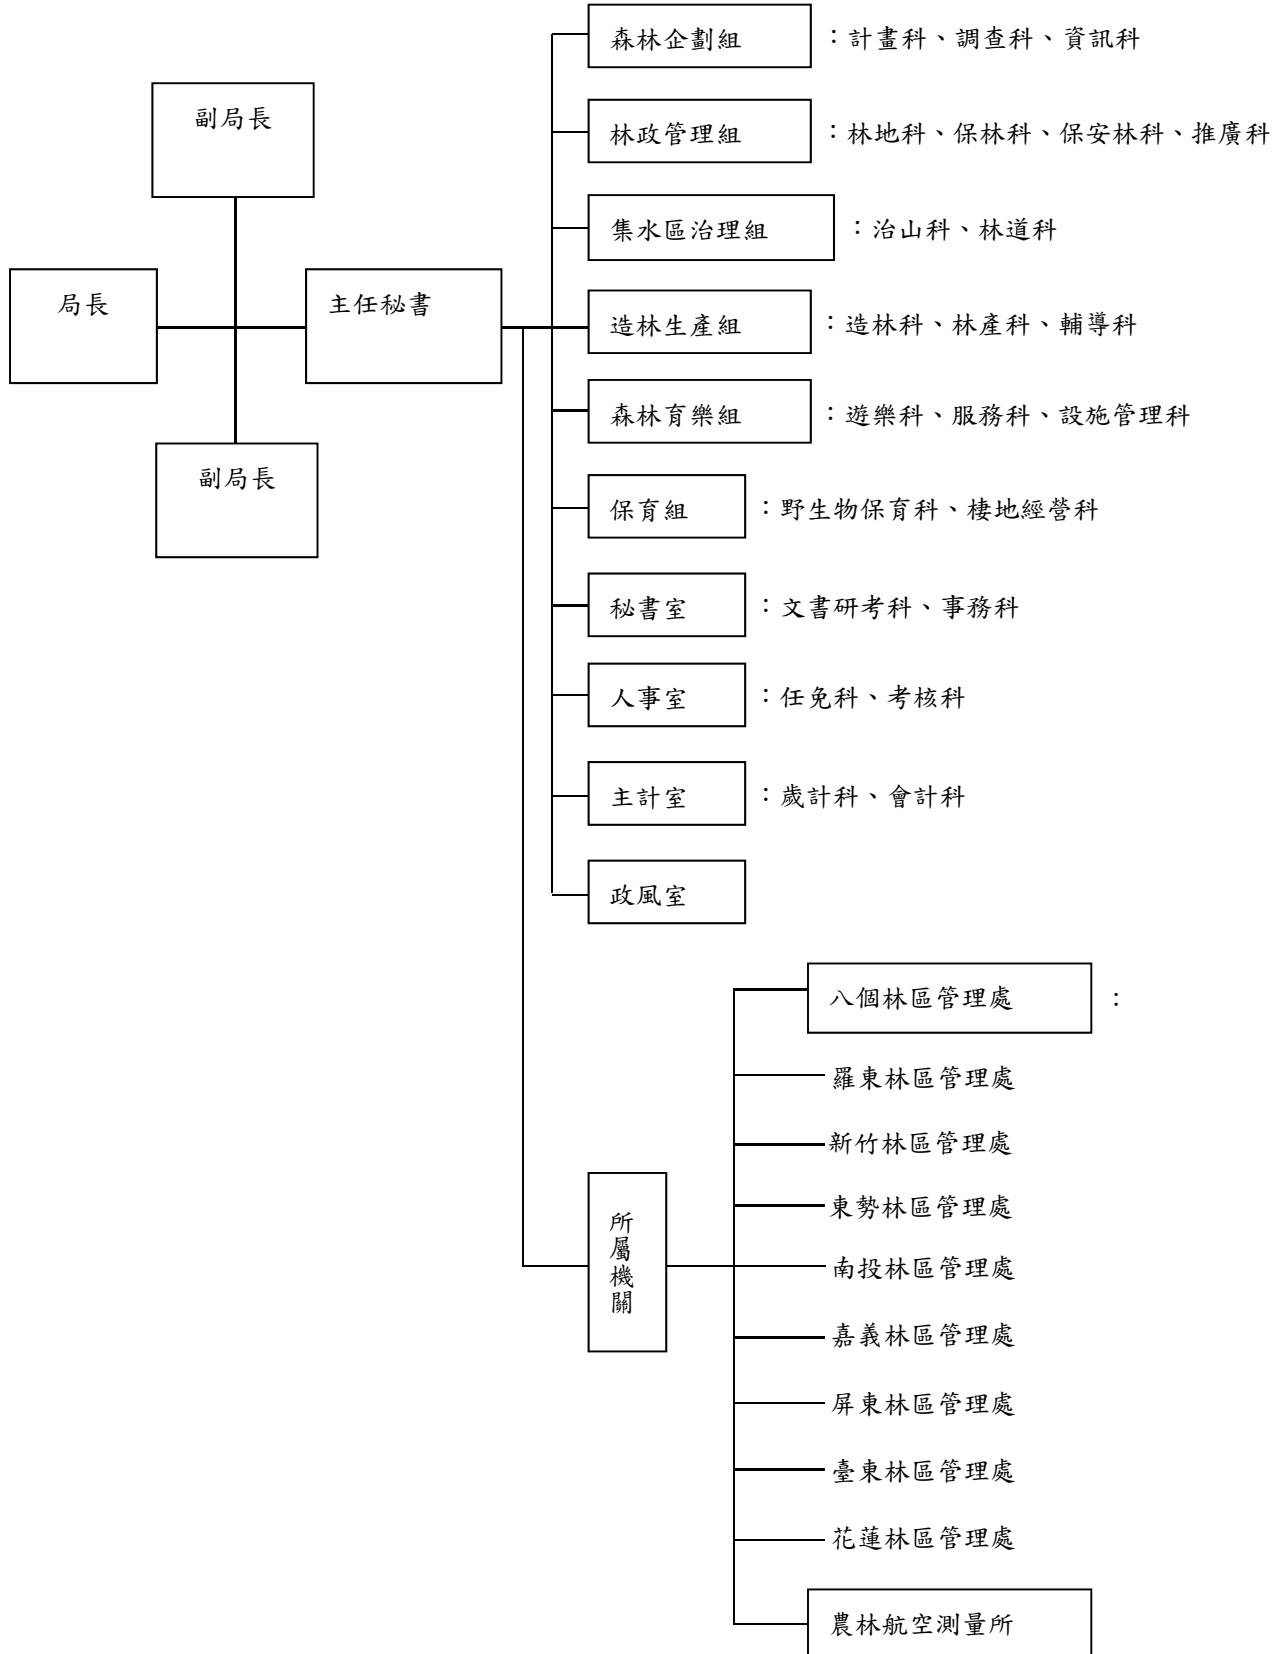 森林企劃組 :計畫科、調查科、資訊科
副局長
林政管理組 :林地科、保林科、保安林科、推廣科
集水區治理組 :治山科、林道科
局長
主任秘書
造林生產組 :造林科、林產科、輔導科
森林育樂組 :遊樂科、服務科、設施管理科
副局長
保育組 :野生物保育科、棲地經營科
秘書室 :文書研考科、事務科
人事室 :任免科、考核科
主計室 :歲計科、會計科
政風室
八個林區管理處 :
羅東林區管理處
新竹林區管理處
東勢林區管理處
所屬機關
南投林區管理處
嘉義林區管理處
屏東林區管理處
臺東林區管理處
花蓮林區管理處
農林航空測量所